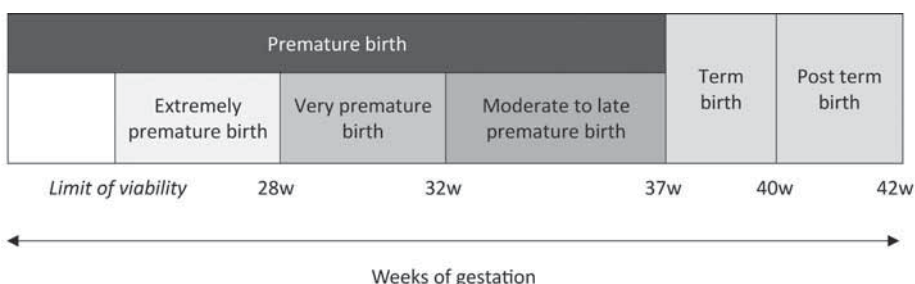 Premature birth
Term
birth
Post term
birth
Extremely
premature birth
Very premature
birth
Moderate to late
premature birth
Limit of viability
28w
32w
37w
40w
42w
Weeks of gestation